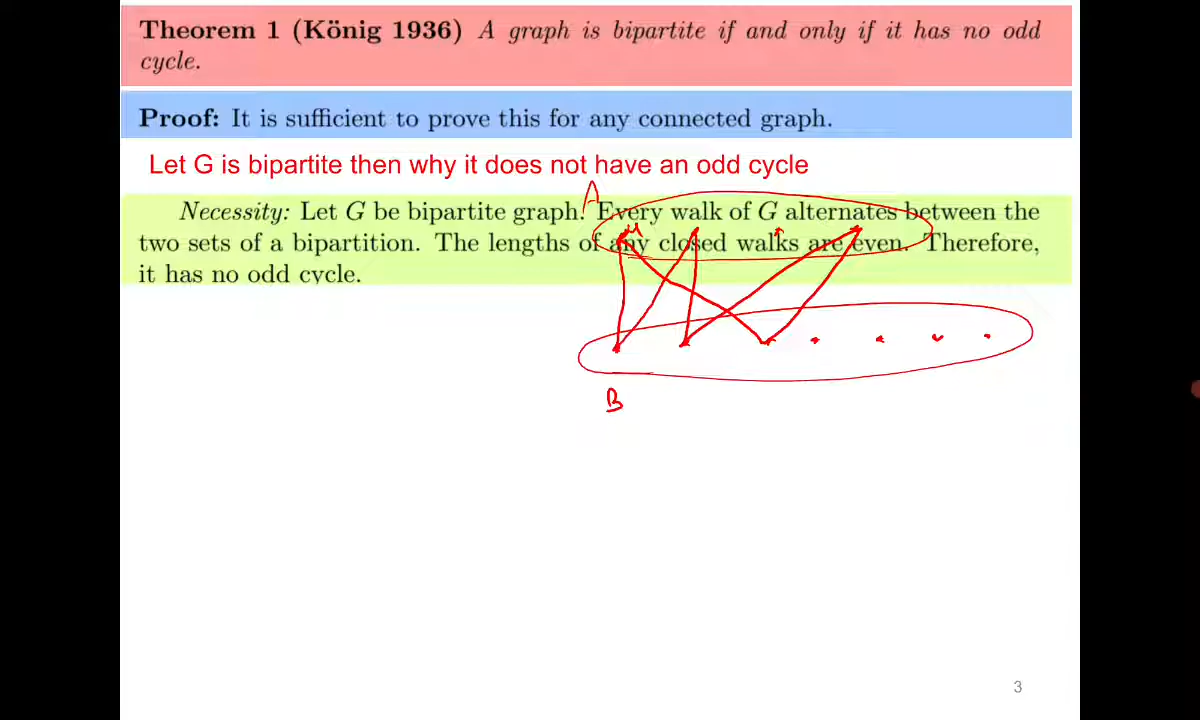 Theorem 1 (König 1936) A graph is bipartite if and only if it has no odd
cycle.
Proof: It is sufficient to prove this for any connected graph.
Let G is bipartite then why it does not have an odd cycle
A
Necessity: Let G be bipartite graph. Every walk of G alternates between the
two sets of a bipartition. The lengths of any closed walks are even. Therefore,
it has no odd cycle.
B
3